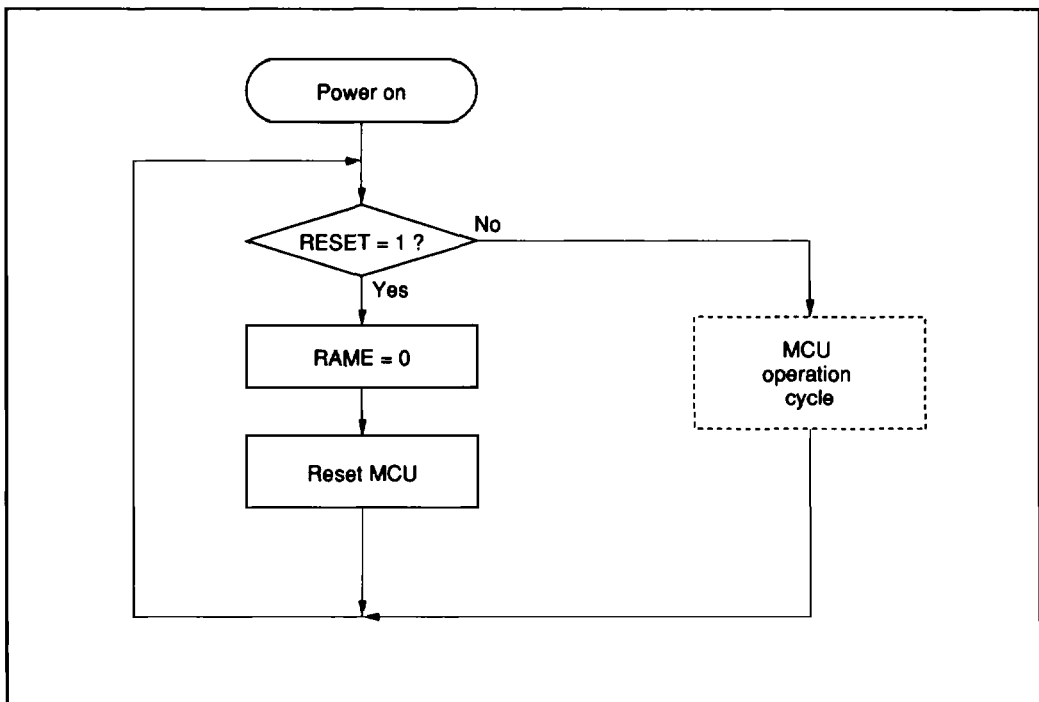 Power on
RESET = 1 ?
No
Yes
RAME = 0
MCU
operation
cycle
Reset MCU